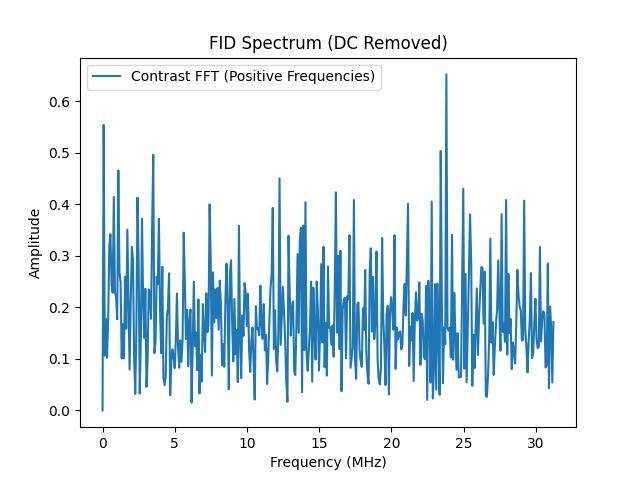 FID Spectrum (DC Removed)
Contrast FFT (Positive Frequencies)
Amplitude
0.6
0.5
0.4
0.3
0.2
0.1
0.0
0 5 10 15 20 25 30
Frequency (MHz)